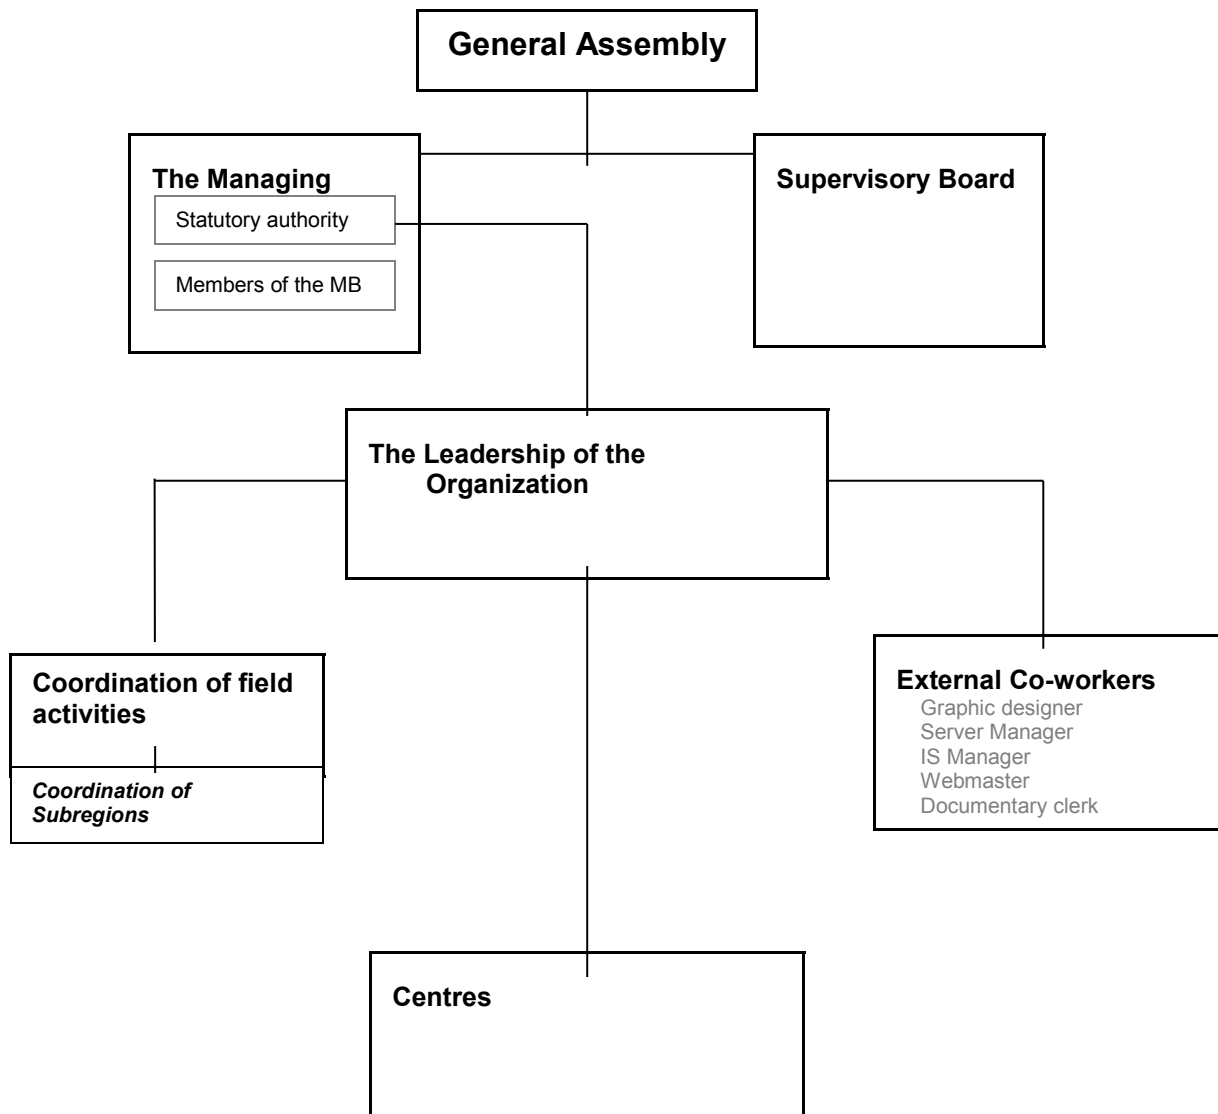 General Assembly
The Managing
Statutory authority
Members of the MB
Supervisory Board
The Leadership of the
Organization
Coordination of field
activities
Coordination of
Subregions
External Co-workers
Graphic designer
Server Manager
IS Manager
Webmaster
Documentary clerk
Centres